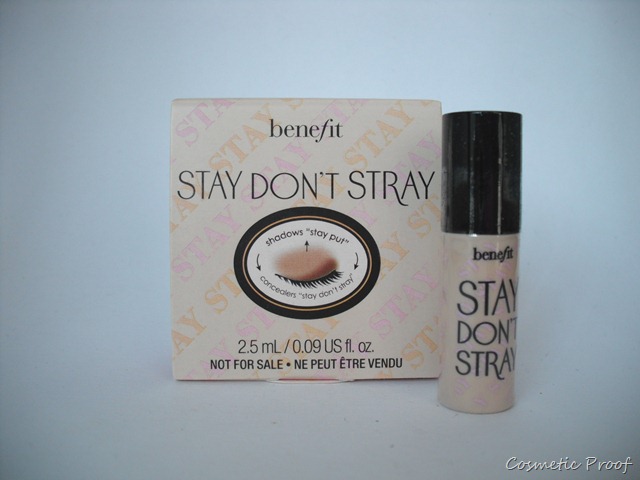 benefit
STAY DON'T STRAY
shadows "stay put"
concealers "stay don't stray"
2.5 mL / 0.09 US fl. oz.
NOT FOR SALE • NE PEUT ÊTRE VENDU
benefit
STAY
DON'T
STRAY
Cosmetic Proof